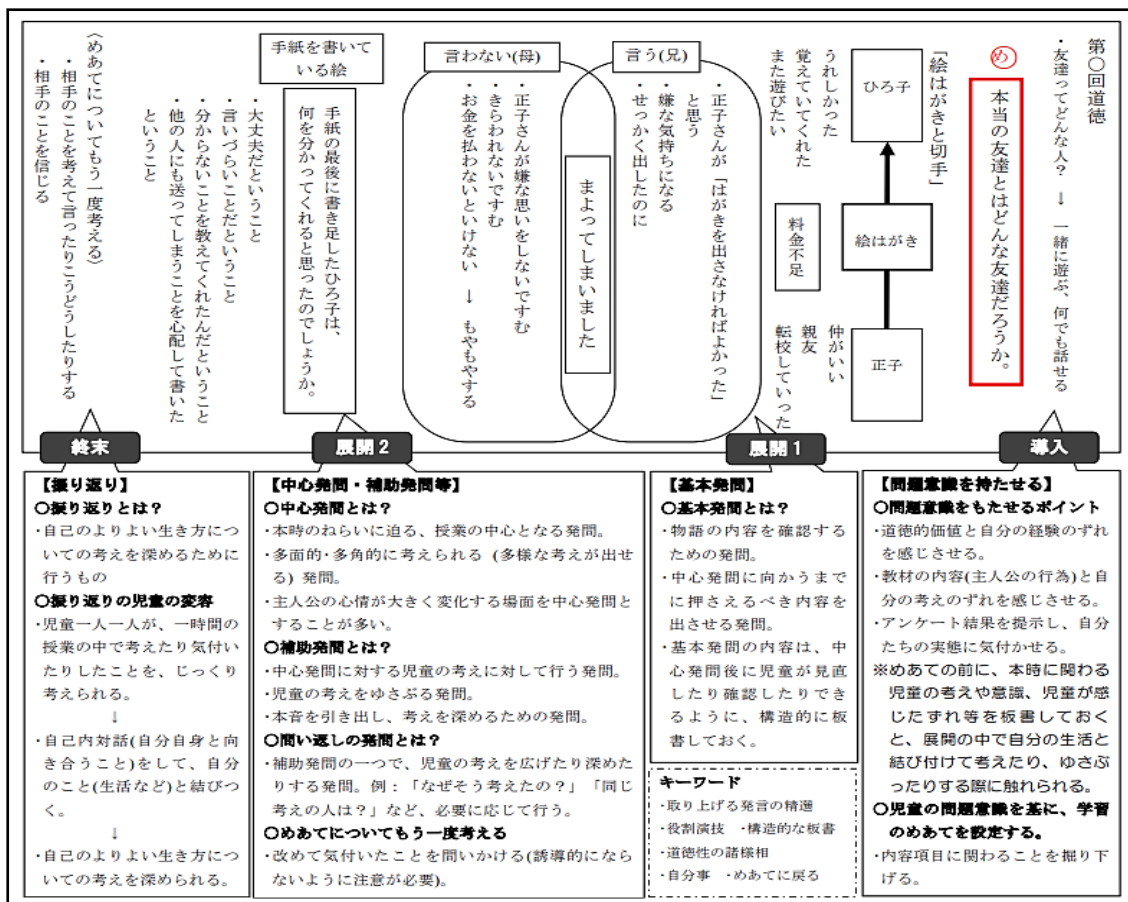 第〇回道徳
・友達ってどんな人？ → 一緒に遊ぶ、何でも話せる
め
本当の友達とはどんな友達だろうか。
「絵はがきと切手」
ひろ子
うれしかった
覚えていてくれた
また遊びたい
絵はがき
料金不足
正子
仲がいい
親友
転校していった
言う(兄)
・正子さんが「はがきを出さなければよかった」
と思う
・嫌な気持ちになる
・せっかく出したのに
まよってしまいました
言わない(母)
・正子さんが嫌な思いをしないですむ
・きらわれないですむ
・お金を払わないといけない → もやもやする
手紙を書いて
いる絵
手紙の最後に書き足したひろ子は、
何を分かってくれると思ったのでしょうか。
・大丈夫だということ
・言いづらいことだということ
・分からないことを教えてくれたんだということ
・他の人にも送ってしまうことを心配して書いた
ということ
（めあてについてもう一度考える）
・相手のことを考えて言ったりこうどうしたりする
・相手のことを信じる
導入
【問題意識を持たせる】
〇問題意識をもたせるポイント
・道徳的価値と自分の経験のずれ
を感じさせる。
・教材の内容(主人公の行為)と自
分の考えのずれを感じさせる。
・アンケート結果を提示し、自分
たちの実態に気付かせる。
※めあての前に、本時に関わる
児童の考えや意識、児童が感
じたずれ等を板書しておく
と、展開の中で自分の生活と
結び付けて考えたり、ゆさぶ
ったりする際に触れられる。
〇児童の問題意識を基に、学習
のめあてを設定する。
・内容項目に関わることを掘り下
げる。
展開１
【基本発問】
〇基本発問とは？
・物語の内容を確認する
ための発問。
・中心発問に向かうまで
に押さえるべき内容を
出させる発問。
・基本発問の内容は、中
心発問後に児童が見直
したり確認したりでき
るように、構造的に板
書しておく。
キーワード
・取り上げる発言の精選
・役割演技 ・構造的な板書
・道徳性の諸様相
・自分事 ・めあてに戻る
展開２
【中心発問・補助発問等】
〇中心発問とは？
・本時のねらいに迫る、授業の中心となる発問。
・多面的・多角的に考えられる (多様な考えが出せ
る) 発問。
・主人公の心情が大きく変化する場面を中心発問と
することが多い。
〇補助発問とは？
・中心発問に対する児童の考えに対して行う発問。
・児童の考えをゆさぶる発問。
・本音を引き出し、考えを深めるための発問。
〇問い返しの発問とは？
・補助発問の一つで、児童の考えを広げたり深めた
りする発問。例：「なぜそう考えたの？」「同じ
考えの人は？」など、必要に応じて行う。
〇めあてについてもう一度考える
・改めて気付いたことを問いかける(誘導的になら
ないように注意が必要)。
終末
【振り返り】
〇振り返りとは？
・自己のよりよい生き方につい
ての考えを深めるために
行うもの
〇振り返りの児童の変容
・児童一人一人が、一時間の
授業の中で考えたり気付い
たりしたことを、じっくり
考えられる。
↓
・自己内対話(自分自身と向
き合うこと)をして、自分
のこと(生活など)と結びつ
く。
↓
・自己のよりよい生き方につ
いての考えを深められる。